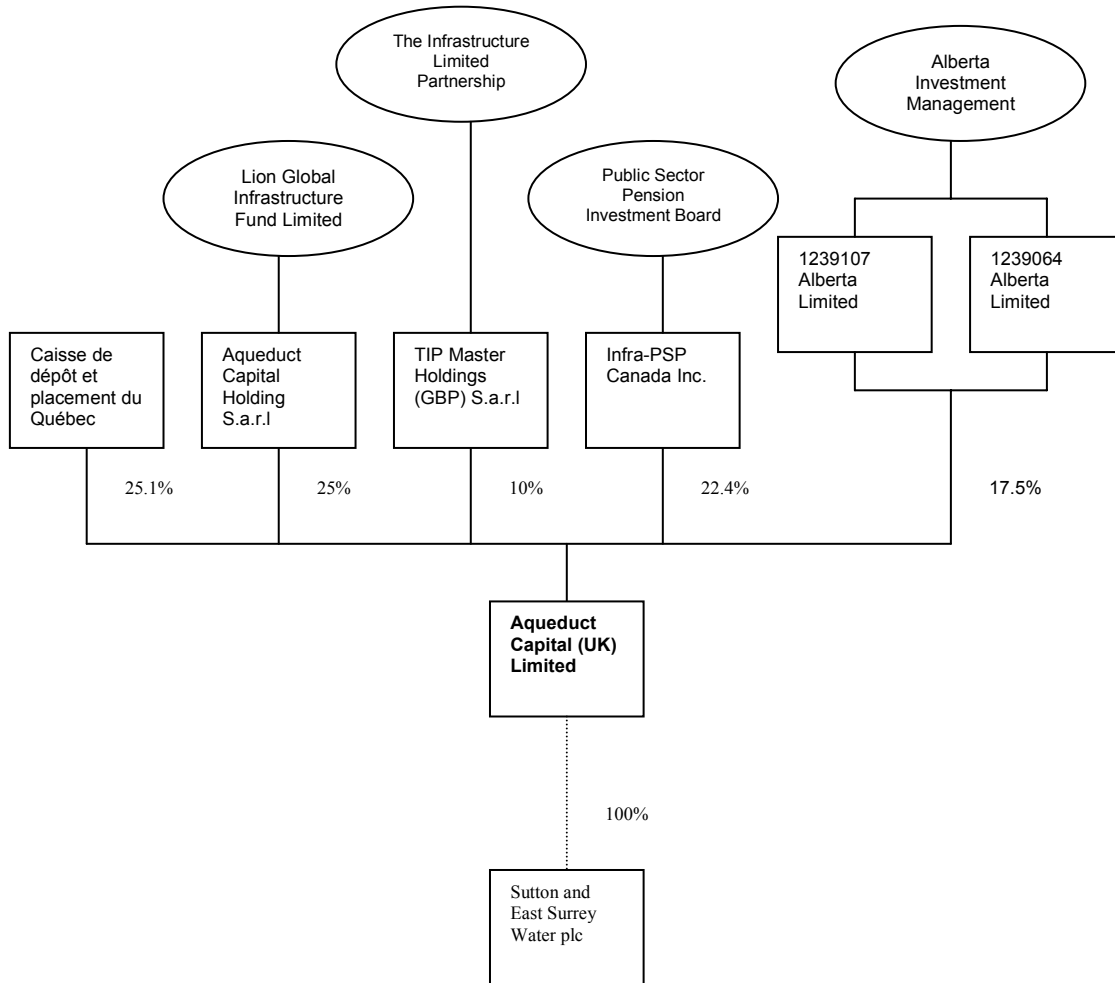 The Infrastructure
Limited
Partnership
Alberta
Investment
Management
Lion Global
Infrastructure
Fund Limited
Public Sector
Pension
Investment Board
1239107
Alberta
Limited
1239064
Alberta
Limited
Caisse de
dépôt et
placement du
Québec
Aqueduct
Capital
Holding
S.a.r.l
TIP Master
Holdings
(GBP) S.a.r.l
Infra-PSP
Canada Inc.
25.1%
25%
10%
22.4%
17.5%
Aqueduct
Capital (UK)
Limited
100%
Sutton and
East Surrey
Water plc